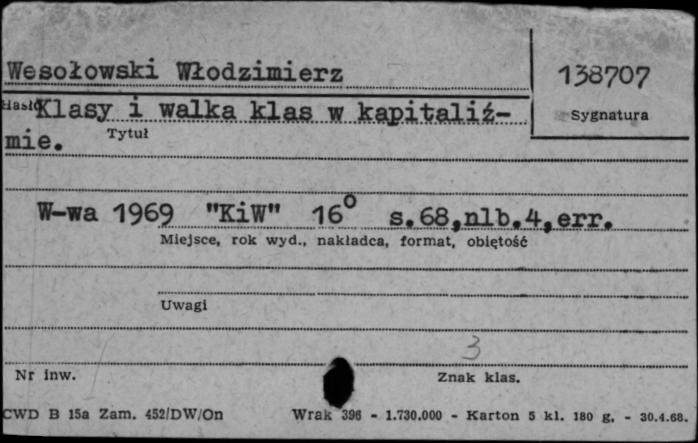 Wesołowski Włodzimierz
138707
Hasło
Klasy i walka klas w kapitaliź-
Sygnatura
mie.
Tytuł
W-wa 1969 "KiW" 16° s.68,nlb.4,err.
Miejsce, rok wyd., nakładca, format, objętość
Uwagi
3
Nr inw.
Znak klas.
CWD B 15a Zam. 452/DW/On
Wrak 396 - 1.730.000 - Karton 5 kl. 180 g, - 30.4.68.